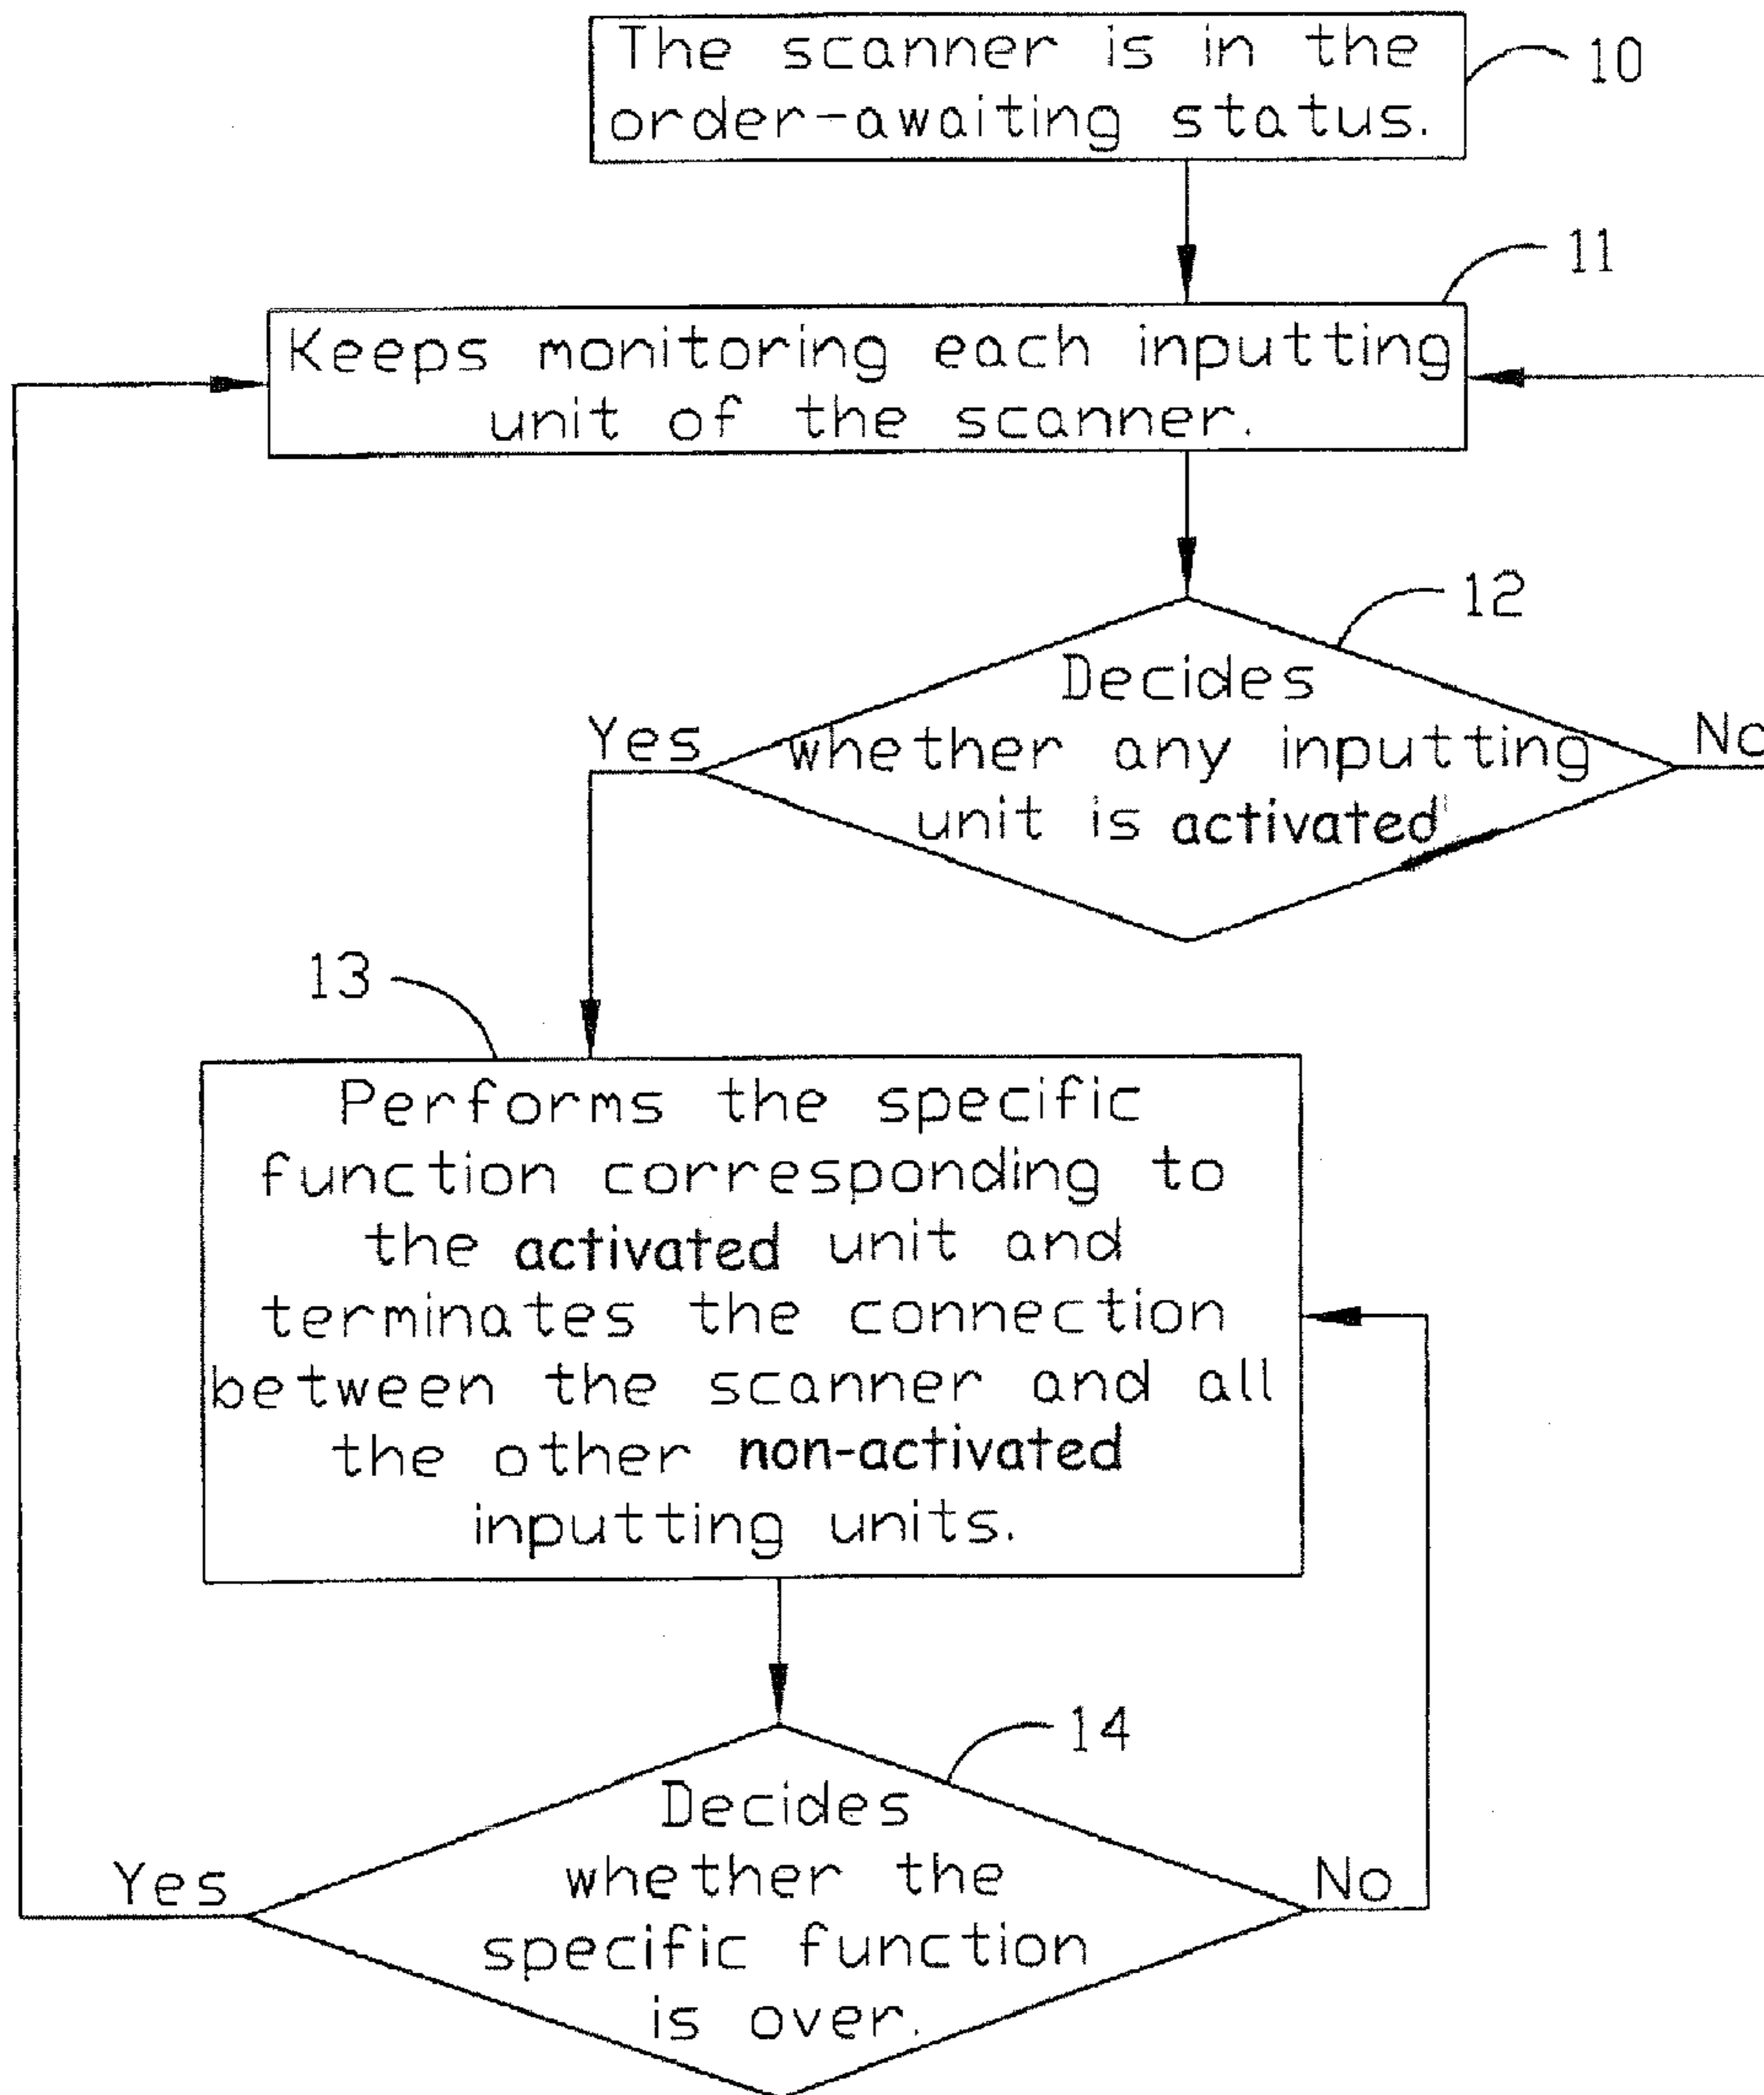 The scanner is in the
order-awaiting status.
10
11
Keeps monitoring each inputting
unit of the scanner.
12
Decides
whether any inputting
unit is activated
Yes
No
13
Performs the specific
function corresponding to
the activated unit and
terminates the connection
between the scanner and all
the other non-activated
inputting units.
14
Decides
whether the
specific function
is over.
Yes
No